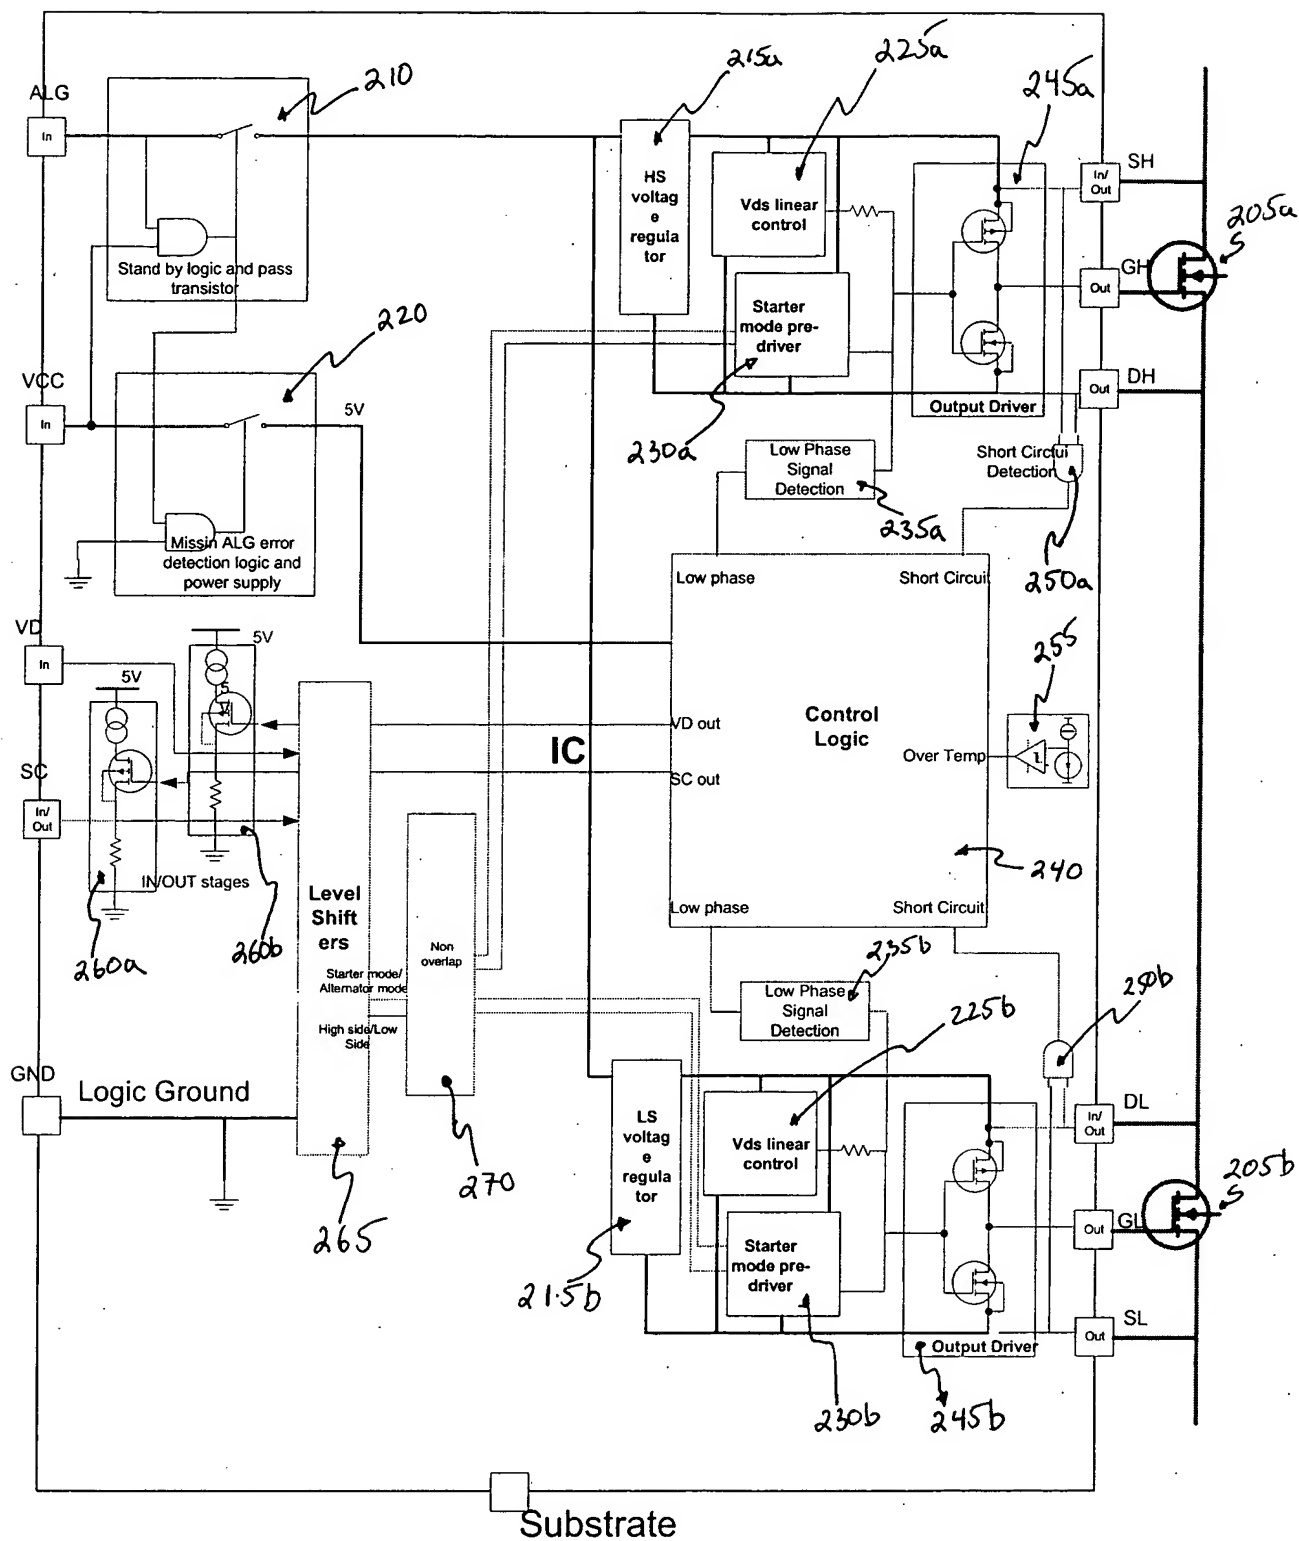 215a
225a
245a
ALG
In
210
Stand by logic and pass
transistor
HS
voltag
e
regula
tor
Vds linear
control
Starter
mode pre-
driver
Output Driver
In/
Out
SH
205a
S
GH
Out
DH
Out
220
VCC
In
5V
Missin ALG error
detection logic and
power supply
230a
Low Phase
Signal
Detection
235a
Short Circtui
Detection
250a
VD
In
5V
5V
5
V
SC
In/
Out
IN/OUT stages
260a
260b
Low phase
Short Circui
VD out
SC out
Control
Logic
Over Temp
255
240
Low phase
Short Circuit
IC
Level
Shift
ers
Starter mode/
Alternator mode
High side/Low
Side
Non
overlap
265
270
GND
Logic Ground
Low Phase
Signal
Detection
235b
225b
250b
LS
voltag
e
regula
tor
21.5b
Vds linear
control
Starter
mode pre-
driver
230b
Output Driver
245b
In/
Out
DL
205b
S
Out
GL
Out
SL
Substrate